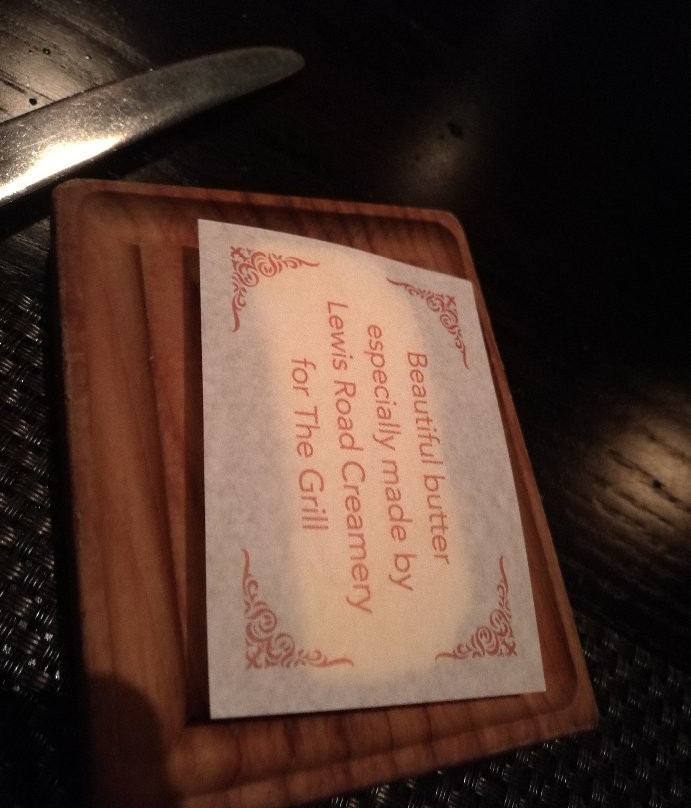 Beautiful butter
especially made by
Lewis Road Creamery
for The Grill